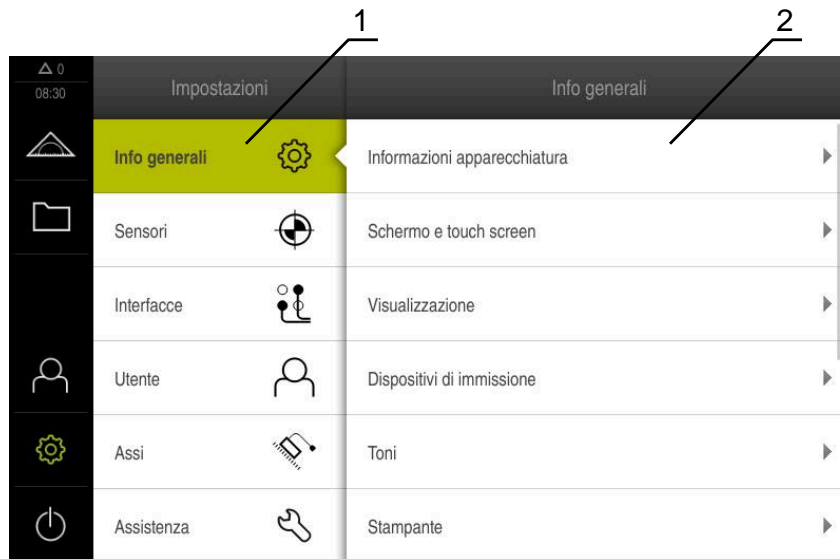 1
2
0
08:30
Impostazioni
Info generali
Info generali
Sensori
Interfacce
Utente
Assi
Assistenza
Informazioni apparecchiatura
Schermo e touch screen
Visualizzazione
Dispositivi di immissione
Toni
Stampante